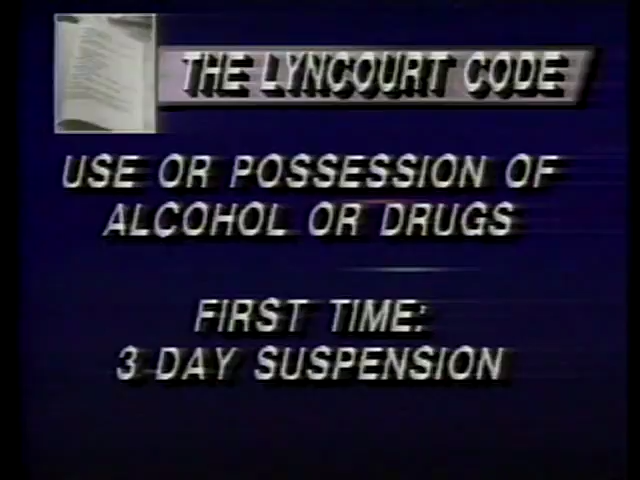 THE LYNCOURT CODE
USE OR POSSESSION OF
ALCOHOL OR DRUGS
FIRST TIME:
3 DAY SUSPENSION